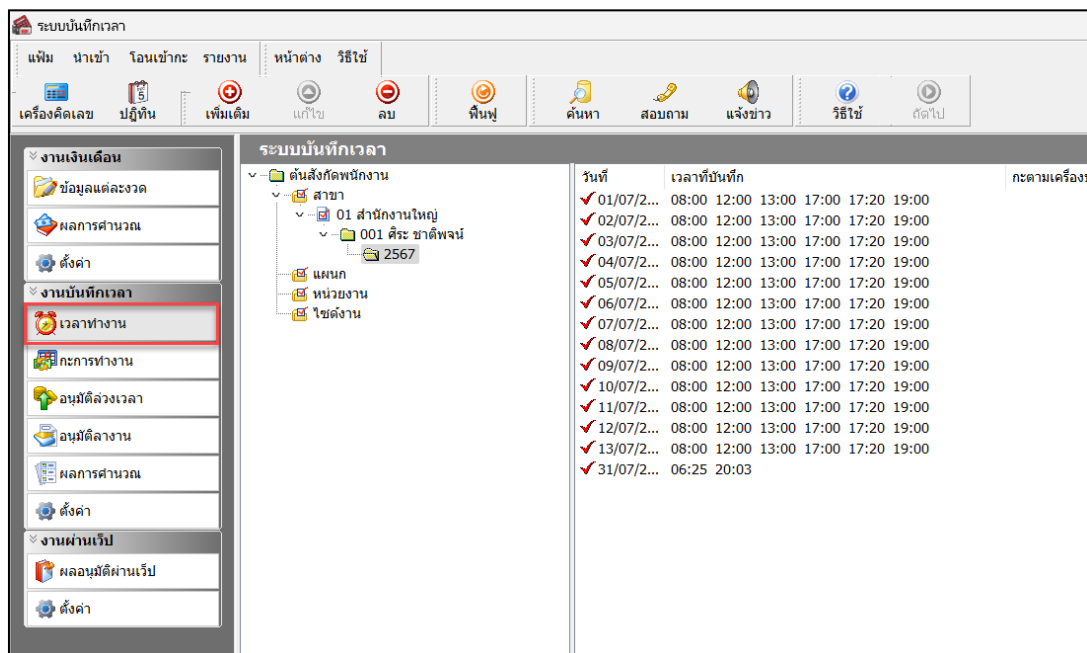 ระบบบันทึกเวลา
แฟ้ม นำเข้า โอนเข้ากะ รายงาน หน้าต่าง วิธีใช้
5
เครื่องคิดเลข ปฏิทิน เพิ่มเติม แก้ไข ลบ ฟื้นฟู ค้นหา สอบถาม แจ้งข่าว วิธีใช้ ถัดไป
งานเงินเดือน
ข้อมูลแต่ละงวด
ผลการคำนวณ
ตั้งค่า
งานบันทึกเวลา
เวลาทำงาน
กะการทำงาน
อนุมัติล่วงเวลา
อนุมัติลางาน
ผลการคำนวณ
ตั้งค่า
งานผ่านเว็ป
ผลอนุมัติผ่านเว็ป
ตั้งค่า
ระบบบันทึกเวลา
ต้นสังกัดพนักงาน
สาขา
01 สำนักงานใหญ่
001 ศิระ ชาติพจน์
2567
แผนก
หน่วยงาน
ไซด์งาน
วันที่ เวลาที่บันทึก กะตามเครื่อง
01/07/2... 08:00 12:00 13:00 17:00 17:20 19:00
02/07/2... 08:00 12:00 13:00 17:00 17:20 19:00
03/07/2... 08:00 12:00 13:00 17:00 17:20 19:00
04/07/2... 08:00 12:00 13:00 17:00 17:20 19:00
05/07/2... 08:00 12:00 13:00 17:00 17:20 19:00
06/07/2... 08:00 12:00 13:00 17:00 17:20 19:00
07/07/2... 08:00 12:00 13:00 17:00 17:20 19:00
08/07/2... 08:00 12:00 13:00 17:00 17:20 19:00
09/07/2... 08:00 12:00 13:00 17:00 17:20 19:00
10/07/2... 08:00 12:00 13:00 17:00 17:20 19:00
11/07/2... 08:00 12:00 13:00 17:00 17:20 19:00
12/07/2... 08:00 12:00 13:00 17:00 17:20 19:00
13/07/2... 08:00 12:00 13:00 17:00 17:20 19:00
31/07/2... 06:25 20:03